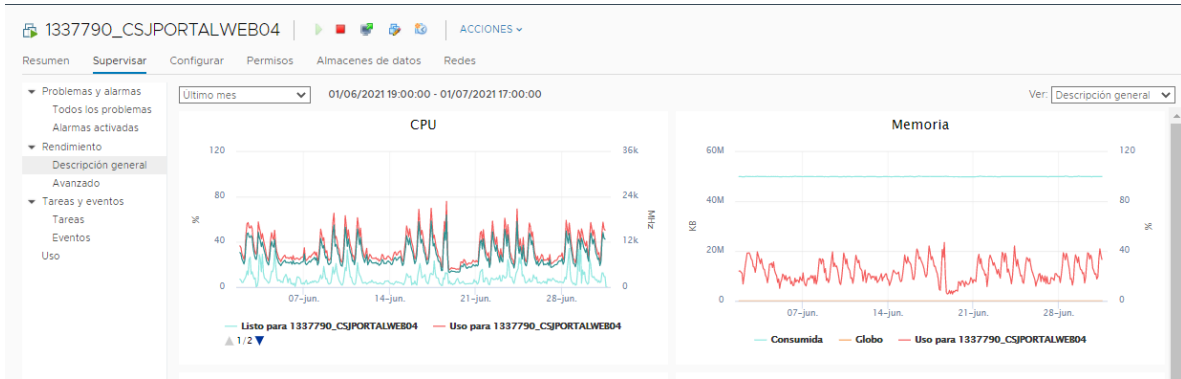 1337790_CSJPORTALWEB04
ACCIONES
Resumen Supervisar Configurar Permisos Almacenes de datos Redes
Problemas y alarmas
Todos los problemas
Alarmas activadas
Rendimiento
Descripción general
Avanzado
Tareas y eventos
Tareas
Eventos
Uso
Último mes
01/06/2021 19:00:00 - 01/07/2021 17:00:00
Ver: Descripción general
CPU
120 36k
80 24k
40 12k
0 0
% MHz
07-jun. 14-jun. 21-jun. 28-jun.
Listo para 1337790_CSJPORTALWEB04 Uso para 1337790_CSJPORTALWEB04
1/2
Memoria
60M 120
40M 80
20M 40
0 0
KB %
07-jun. 14-jun. 21-jun. 28-jun.
Consumida Globo Uso para 1337790_CSJPORTALWEB04